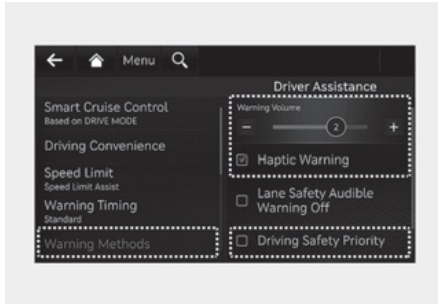 Menu
Driver Assistance
Smart Cruise Control
Based on DRIVE MODE
Driving Convenience
Speed Limit
Speed Limit Assist
Warning Timing
Standard
Warning Methods
Warning Volume
– 2 +
Haptic Warning
Lane Safety Audible
Warning Off
Driving Safety Priority